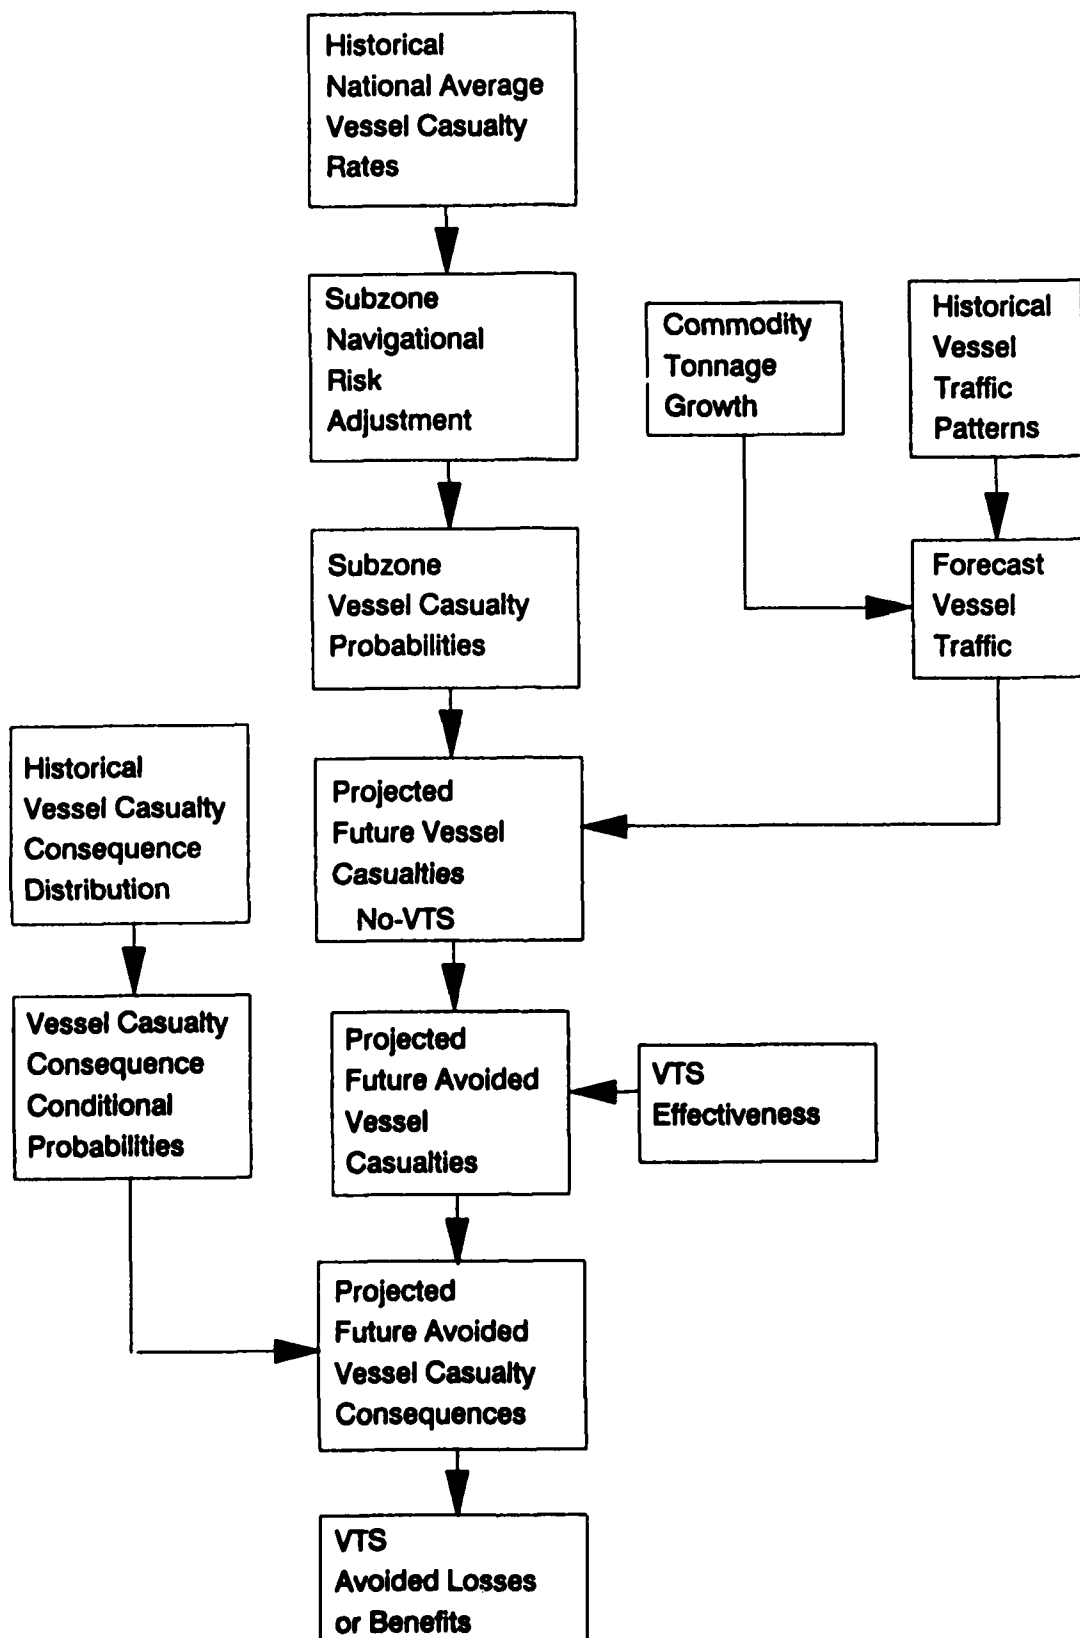 Historical
National Average
Vessel Casualty
Rates
Subzone
Navigational
Risk
Adjustment
Commodity
Tonnage
Growth
Historical
Vessel
Traffic
Patterns
Subzone
Vessel Casualty
Probabilities
Forecast
Vessel
Traffic
Historical
Vessel Casualty
Consequence
Distribution
Projected
Future Vessel
Casualties
No-VTS
Vessel Casualty
Consequence
Conditional
Probabilities
Projected
Future Avoided
Vessel
Casualties
VTS
Effectiveness
Projected
Future Avoided
Vessel Casualty
Consequences
VTS
Avoided Losses
or Benefits